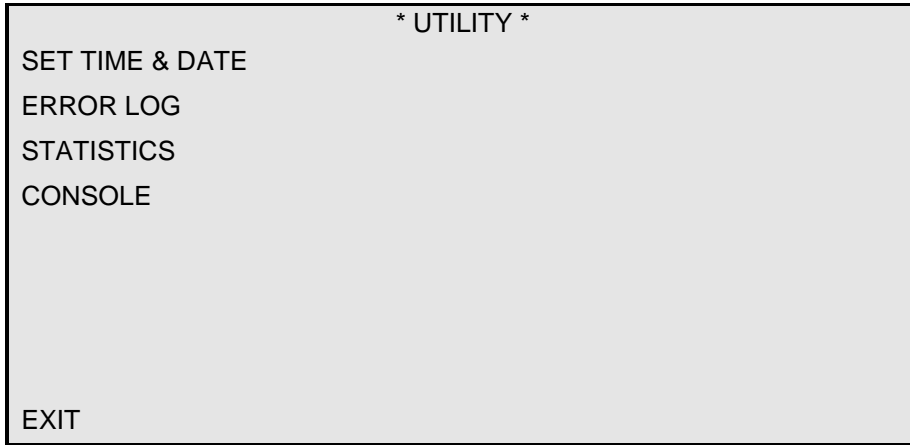 * UTILITY *
SET TIME & DATE
ERROR LOG
STATISTICS
CONSOLE
EXIT